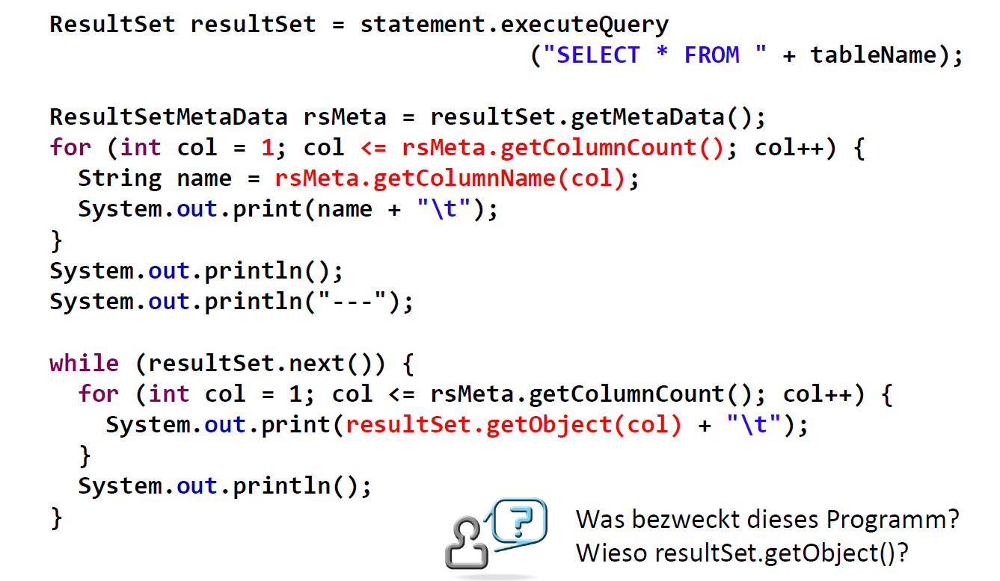 ResultSet resultSet = statement.executeQuery
("SELECT * FROM " + tableName);
ResultSetMetaData rsMeta = resultSet.getMetaData();
for (int col = 1; col <= rsMeta.getColumnCount(); col++) {
String name = rsMeta.getColumnName(col);
System.out.print(name + "\t");
}
System.out.println();
System.out.println("---");
while (resultSet.next()) {
for (int col = 1; col <= rsMeta.getColumnCount(); col++) {
System.out.print(resultSet.getObject(col) + "\t");
}
System.out.println();
}
?
Was bezweckt dieses Programm?
Wieso resultSet.getObject()?